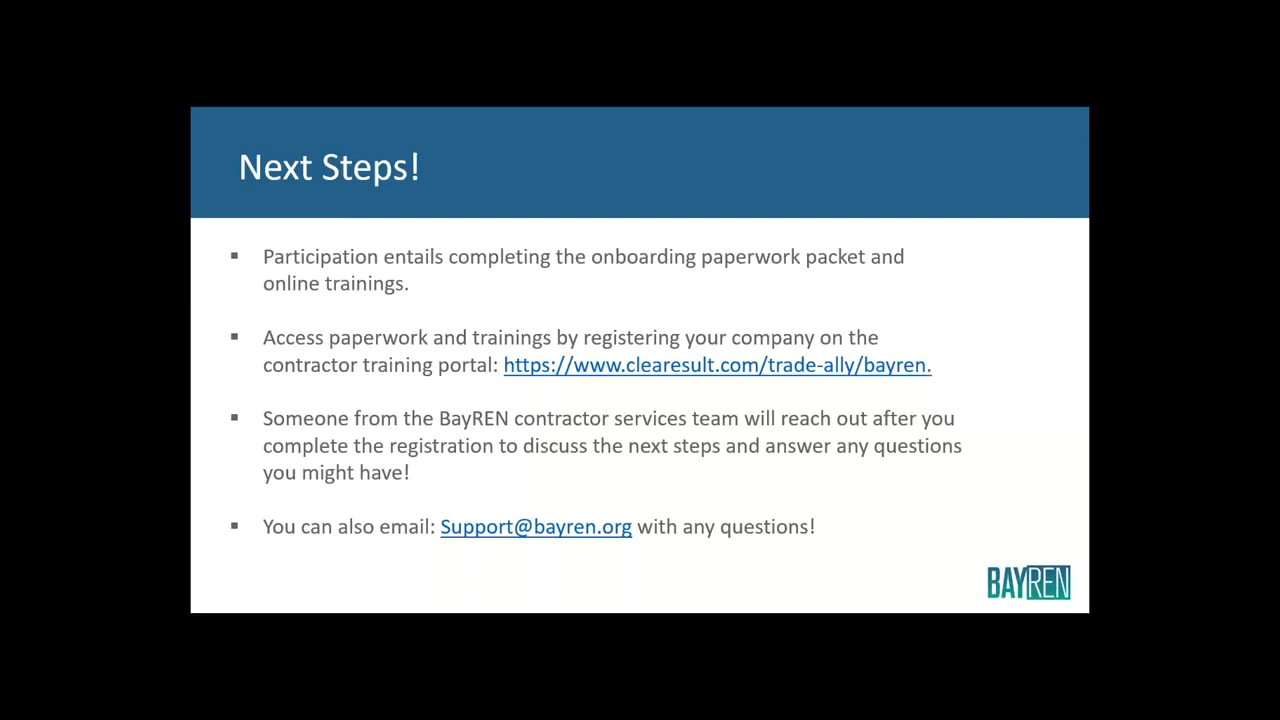 Next Steps!
▪ Participation entails completing the onboarding paperwork packet and
online trainings.
▪ Access paperwork and trainings by registering your company on the
contractor training portal: https://www.clearesult.com/trade-ally/bayren.
▪ Someone from the BayREN contractor services team will reach out after you
complete the registration to discuss the next steps and answer any questions
you might have!
▪ You can also email: Support@bayren.org with any questions!
BAYREN